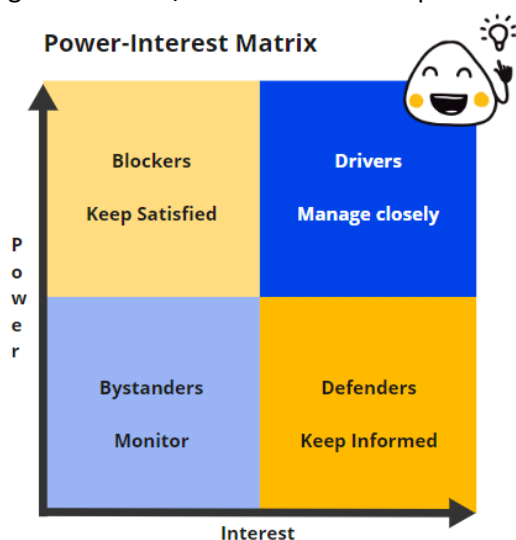 Power-Interest Matrix
Blockers
Keep Satisfied
Drivers
Manage closely
P
o
w
e
r
Bystanders
Monitor
Defenders
Keep Informed
Interest